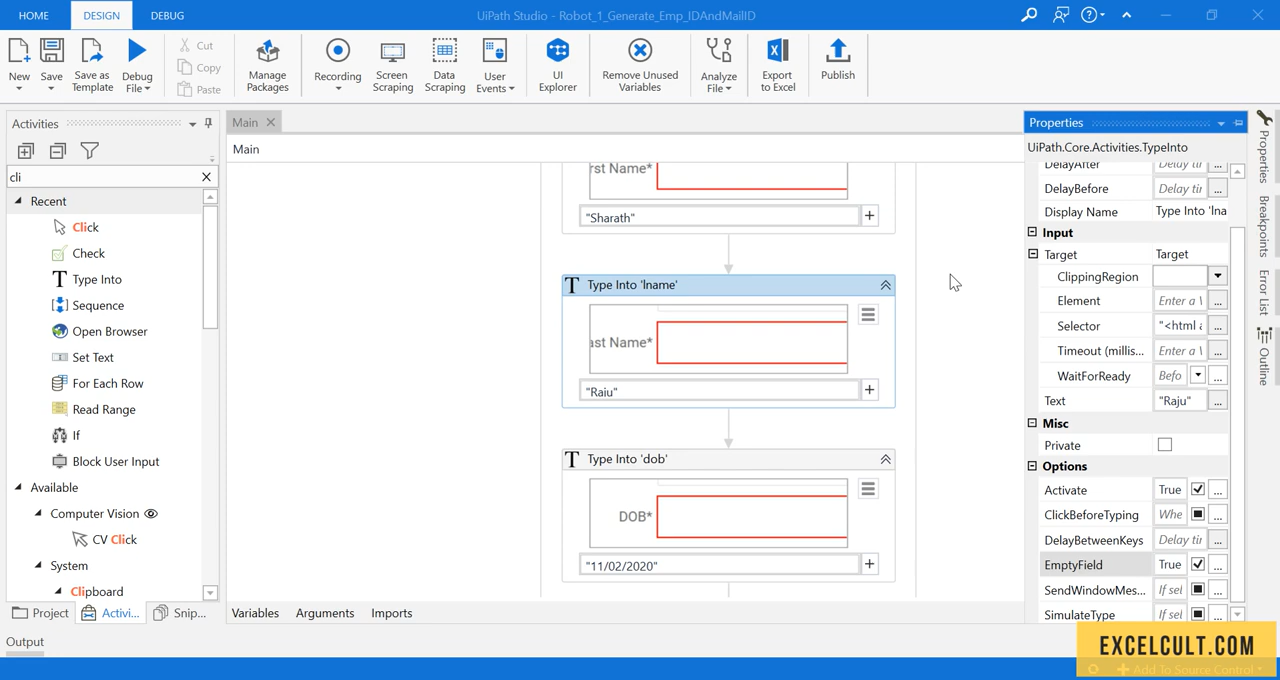 HOME DESIGN DEBUG UiPath Studio - Robot_1_Generate_Emp_IDAndMailID
New Save Save as Template Debug File Cut Copy Paste Manage Packages Recording Screen Scraping Data Scraping User Events UI Explorer Remove Unused Variables Analyze File Export to Excel Publish
Activities
cli
Recent
Click
Check
Type Into
Sequence
Open Browser
Set Text
For Each Row
Read Range
If
Block User Input
Available
Computer Vision
CV Click
System
Clipboard
Project Activi... Snip...
Output
Main
Main
rst Name*
"Sharath"
Type Into 'lname'
ast Name*
"Raju"
Type Into 'dob'
DOB*
"11/02/2020"
Variables Arguments Imports
Properties
UiPath.Core.Activities.TypeInto
DelayAfter Delay tir ...
DelayBefore Delay tir ...
Display Name Type Into 'lna
Input
Target Target
ClippingRegion
Element Enter a V ...
Selector "<html a ...
Timeout (millis... Enter a V ...
WaitForReady Befo ...
Text "Raju" ...
Misc
Private
Options
Activate True ...
ClickBeforeTyping Whe ...
DelayBetweenKeys Delay tir ...
EmptyField True ...
SendWindowMes... If sel ...
SimulateType If sel ...
Properties
Breakpoints
Error List
Outline
EXCELCULT.COM
Add To Source Control